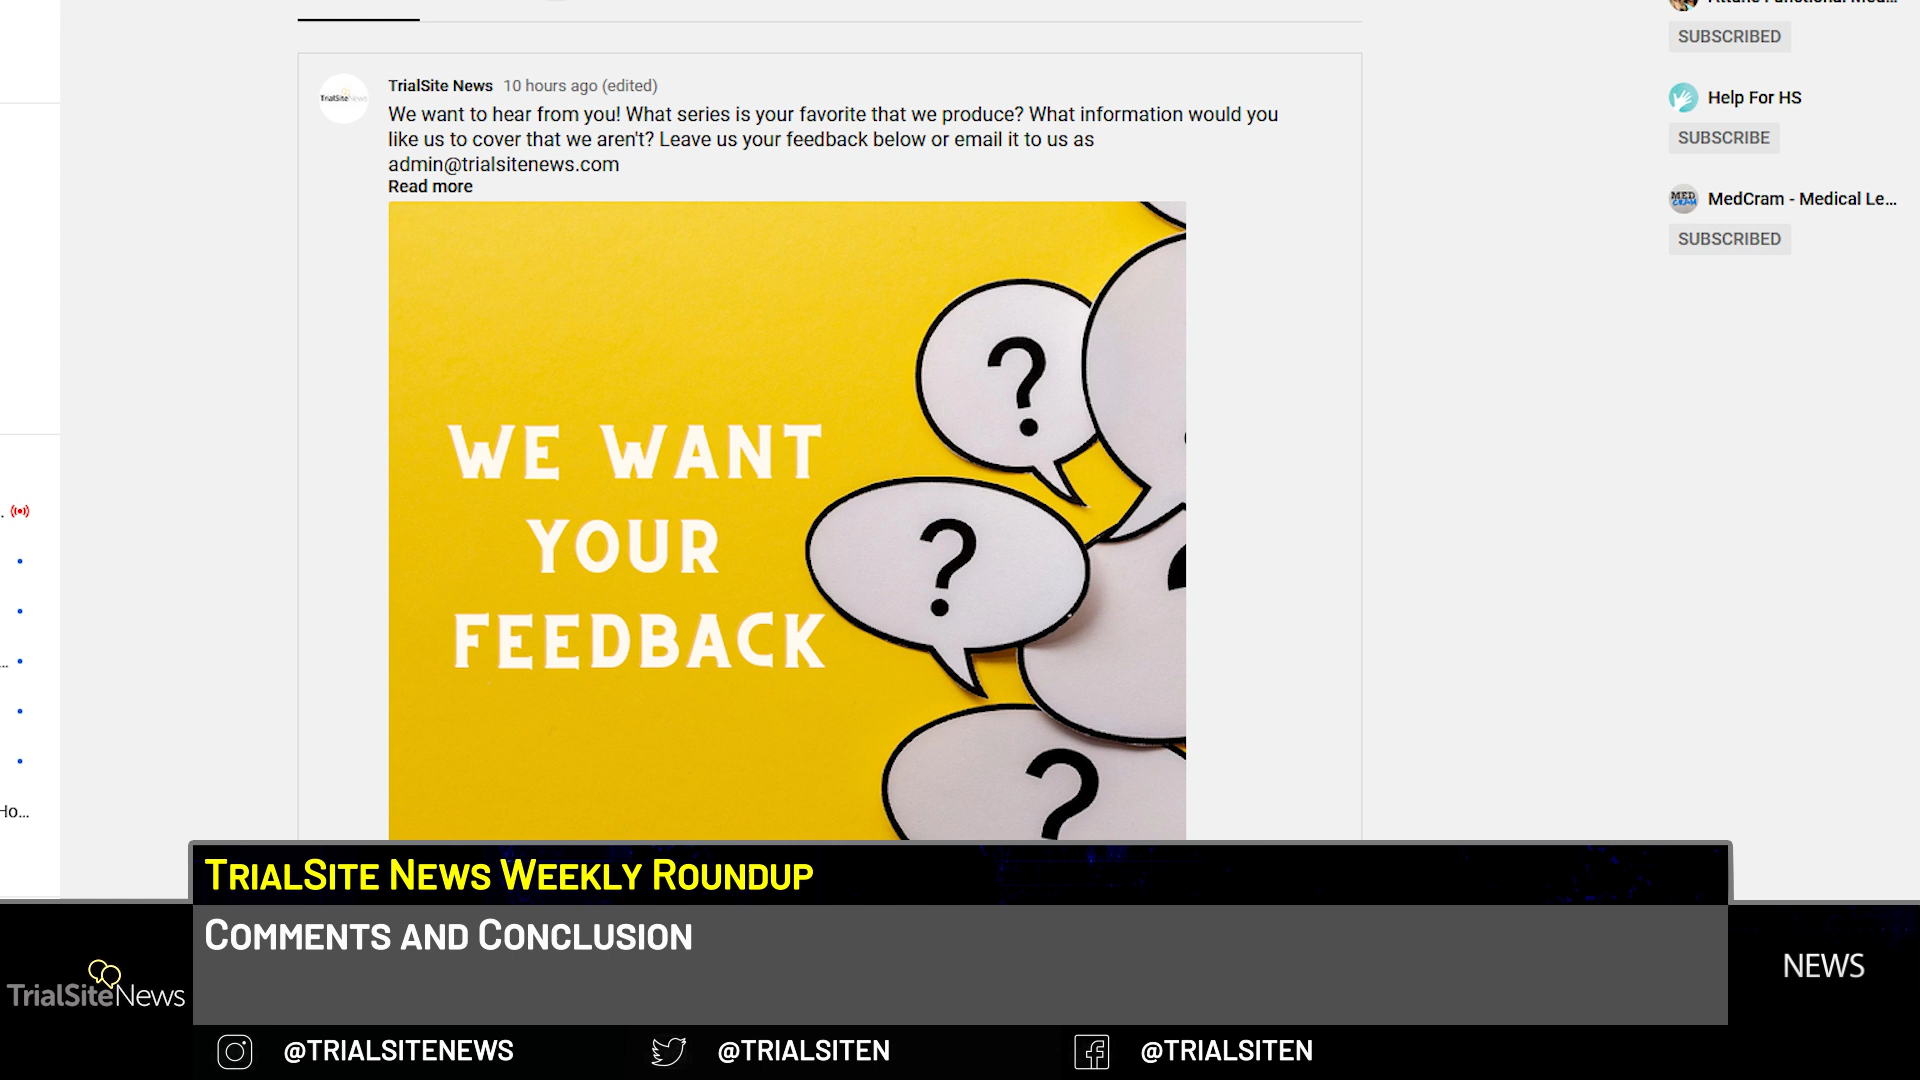 TrialSite News 10 hours ago (edited)
We want to hear from you! What series is your favorite that we produce? What information would you
like us to cover that we aren't? Leave us your feedback below or email it to us as
admin@trialsitenews.com
Read more
WE WANT
YOUR
FEEDBACK
?
?
?
SUBSCRIBED
Help For HS
SUBSCRIBE
MedCram - Medical Le...
SUBSCRIBED
Ho...
TrialSite News Weekly Roundup
Comments and Conclusion
TrialSiteNews
NEWS
@TRIALSITENEWS
@TRIALSITEN
@TRIALSITEN